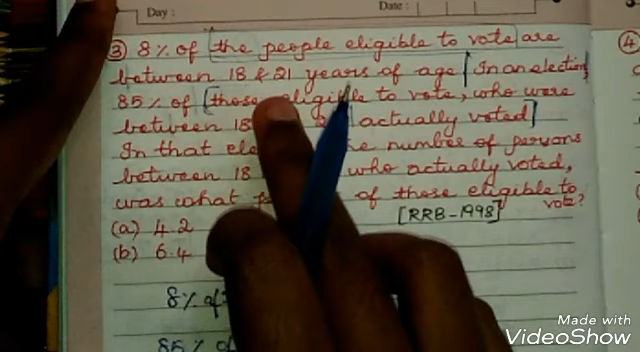 Day: Date:
③ 8% of the people eligible to vote are ④
between 18 & 21 years of age In an election
85% of those eligible to vote, who were
between 18 actually voted
In that number of persons
between 18 who actually voted,
was what of those eligible to
vote?
[RRB-1998]
(a) 4.2
(b) 6.4
8% of
85% of
Made with
VideoShow